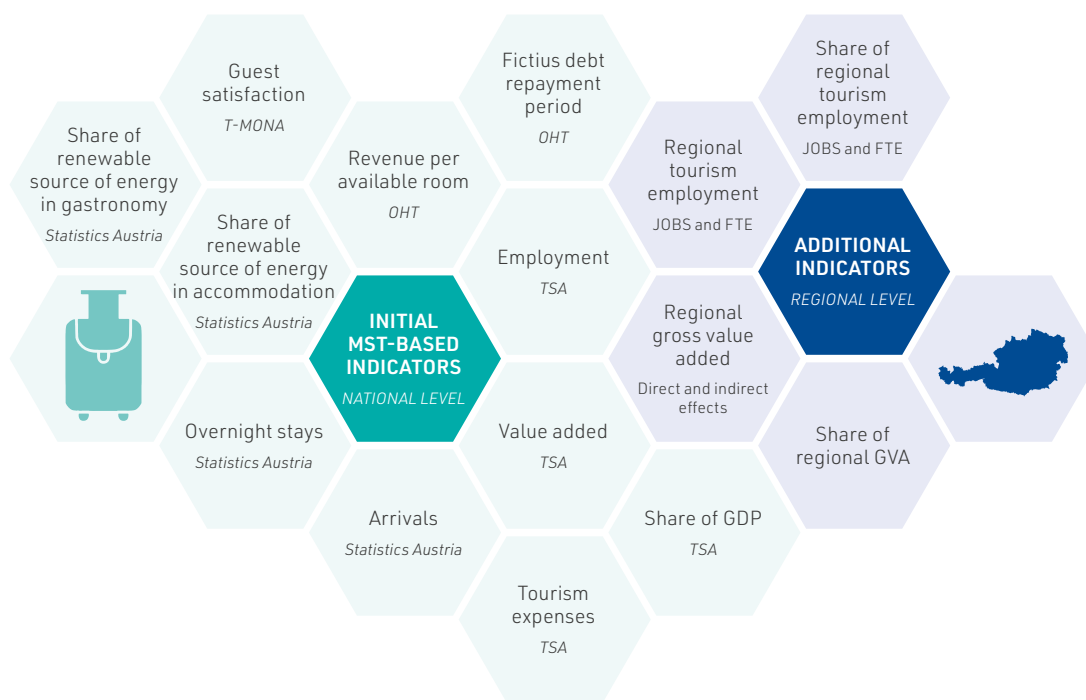 Guest
satisfaction
T-MONA
Fictius debt
repayment
period
OHT
Share of
regional
tourism
employment
JOBS and FTE
Share of
renewable
source of energy
in gastronomy
Statistics Austria
Revenue per
available room
OHT
Regional
tourism
employment
JOBS and FTE
Share of
renewable
source of energy
in accommodation
Statistics Austria
Employment
TSA
ADDITIONAL
INDICATORS
REGIONAL LEVEL
INITIAL
MST-BASED
INDICATORS
NATIONAL LEVEL
Regional
gross value
added
Direct and indirect
effects
Overnight stays
Statistics Austria
Value added
TSA
Share of
regional GVA
Arrivals
Statistics Austria
Share of GDP
TSA
Tourism
expenses
TSA